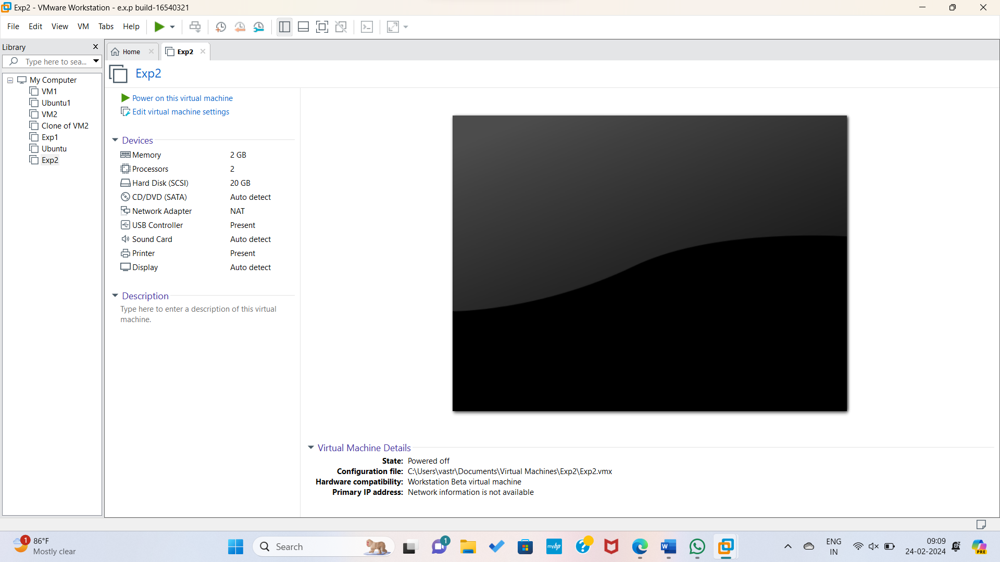 Exp2 - VMware Workstation - e.x.p build-16540321
File Edit View VM Tabs Help
Library
Type here to sea...
My Computer
VM1
Ubuntu1
VM2
Clone of VM2
Exp1
Ubuntu
Exp2
Home Exp2
Exp2
Power on this virtual machine
Edit virtual machine settings
Devices
Memory 2 GB
Processors 2
Hard Disk (SCSI) 20 GB
CD/DVD (SATA) Auto detect
Network Adapter NAT
USB Controller Present
Sound Card Auto detect
Printer Present
Display Auto detect
Description
Type here to enter a description of this virtual
machine.
Virtual Machine Details
State: Powered off
Configuration file: C:\Users\vastr\Documents\Virtual Machines\Exp2\Exp2.vmx
Hardware compatibility: Workstation Beta virtual machine
Primary IP address: Network information is not available
1
86°F
Mostly clear
Search
1
myhp
?
W
ENG
IN
09:09
24-02-2024
PRE